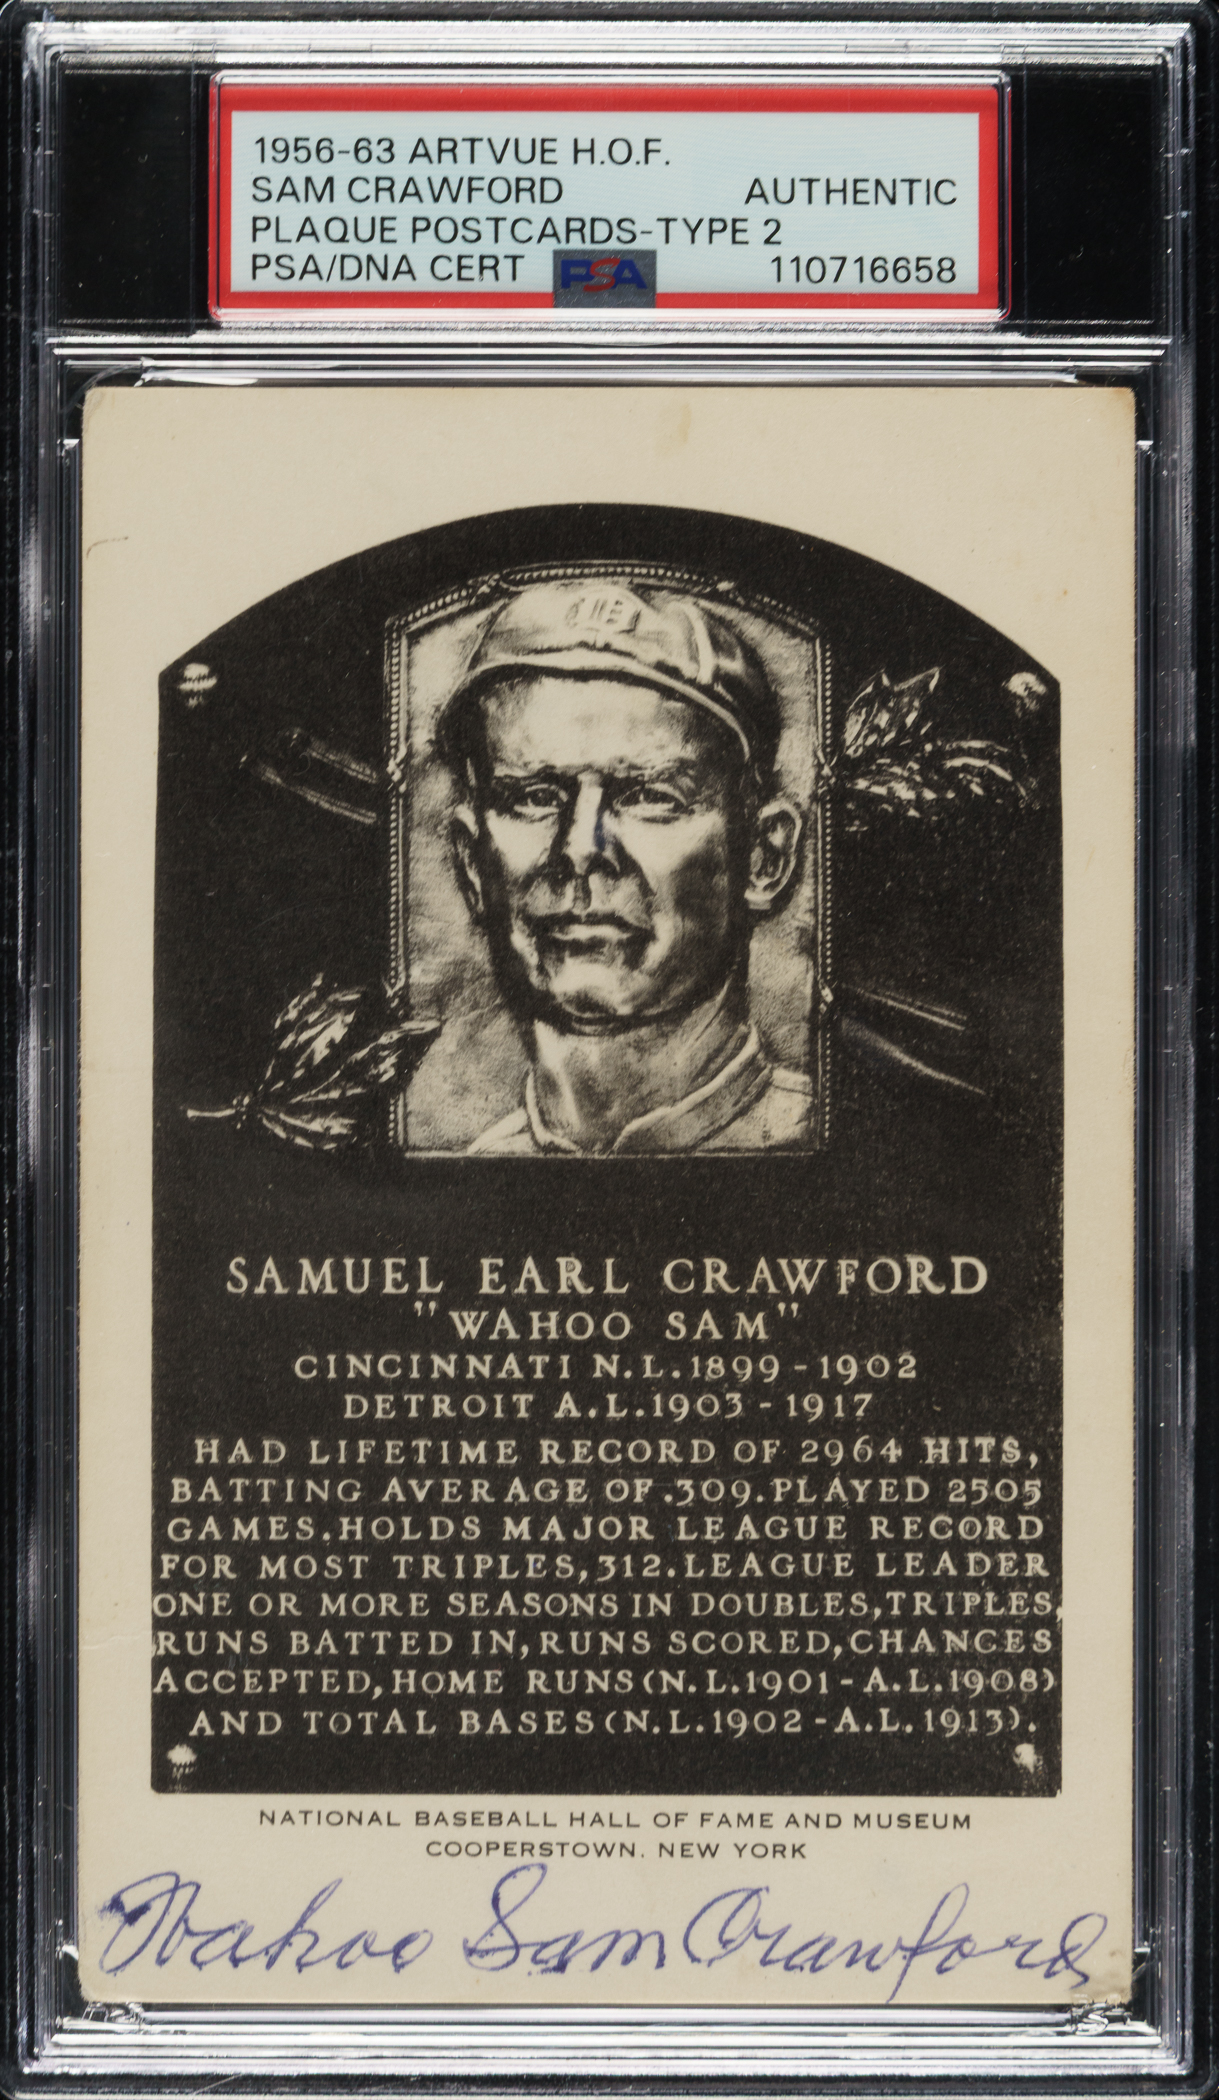 1956-63 ARTVUE H.O.F.
SAM CRAWFORD AUTHENTIC
PLAQUE POSTCARDS-TYPE 2
PSA/DNA CERT PSA 110716658
SAMUEL EARL CRAWFORD
"WAHOO SAM"
CINCINNATI N.L. 1899-1902
DETROIT A.L. 1903-1917
HAD LIFETIME RECORD OF 2964 HITS,
BATTING AVERAGE OF .309. PLAYED 2505
GAMES. HOLDS MAJOR LEAGUE RECORD
FOR MOST TRIPLES, 312. LEAGUE LEADER
ONE OR MORE SEASONS IN DOUBLES, TRIPLES,
RUNS BATTED IN, RUNS SCORED, CHANCES
ACCEPTED, HOME RUNS (N.L. 1901-A.L. 1908)
AND TOTAL BASES (N.L. 1902-A.L. 1913).
NATIONAL BASEBALL HALL OF FAME AND MUSEUM
COOPERSTOWN. NEW YORK
Wahoo Sam Crawford